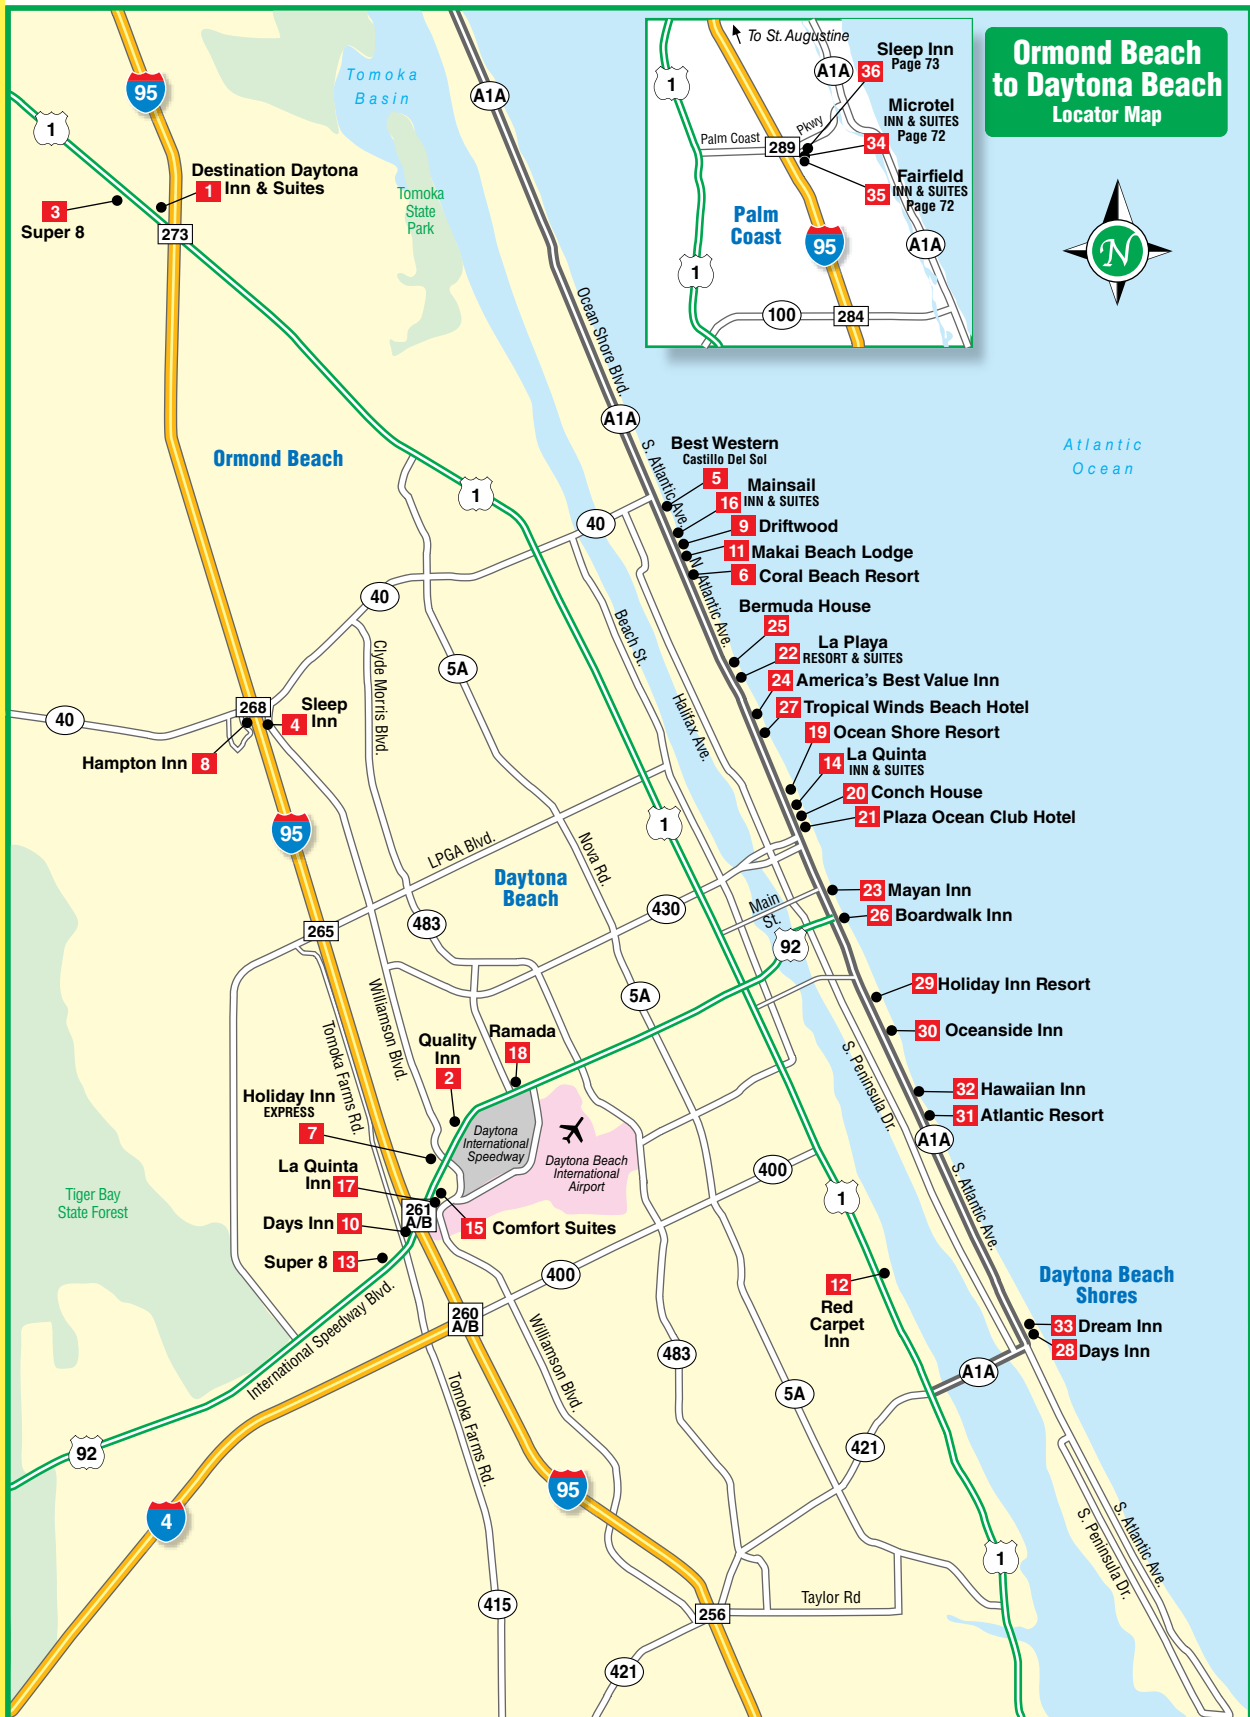 Ormond Beach
to Daytona Beach
Locator Map
To St. Augustine
Sleep Inn
Page 73
36
A1A
1
Microtel
INN & SUITES
Page 72
34
Palm Coast
Pkwy
289
Fairfield
INN & SUITES
Page 72
35
Palm
Coast
95
A1A
1
100
284
N
95
Tomoka
Basin
A1A
1
Destination Daytona
1
Inn & Suites
3
Super 8
273
Tomoka
State
Park
Ocean Shore Blvd.
A1A
Atlantic
Ocean
Ormond Beach
S. Atlantic Ave.
Best Western
Castillo Del Sol
5
Mainsail
16
INN & SUITES
1
40
9
Driftwood
11
Makai Beach Lodge
6
Coral Beach Resort
N. Atlantic Ave.
40
Bermuda House
25
Beach St.
La Playa
22
RESORT & SUITES
5A
Clyde Morris Blvd.
24
America's Best Value Inn
27
Tropical Winds Beach Hotel
Halifax Ave.
19
Ocean Shore Resort
268
Sleep
Inn
4
40
Hampton Inn
8
14
La Quinta
INN & SUITES
20
Conch House
21
Plaza Ocean Club Hotel
95
1
LPGA Blvd.
Nova Rd.
Daytona
Beach
23
Mayan Inn
26
Boardwalk Inn
430
Main
St.
483
265
92
29
Holiday Inn Resort
5A
30
Oceanside Inn
Williamson Blvd.
Tomoka Farms Rd.
Quality
Inn
2
Ramada
18
S. Peninsula Dr.
32
Hawaiian Inn
31
Atlantic Resort
A1A
Holiday Inn
EXPRESS
7
Daytona
International
Speedway
Daytona Beach
International
Airport
La Quinta
Inn
17
400
S. Atlantic Ave.
1
Tiger Bay
State Forest
261
A/B
Days Inn
10
15
Comfort Suites
Super 8
13
400
12
Red
Carpet
Inn
Daytona Beach
Shores
International Speedway Blvd.
260
A/B
Williamson Blvd.
33
Dream Inn
28
Days Inn
483
A1A
5A
Tomoka Farms Rd.
92
421
95
4
S. Atlantic Ave.
S. Peninsula Dr.
1
415
Taylor Rd
256
421